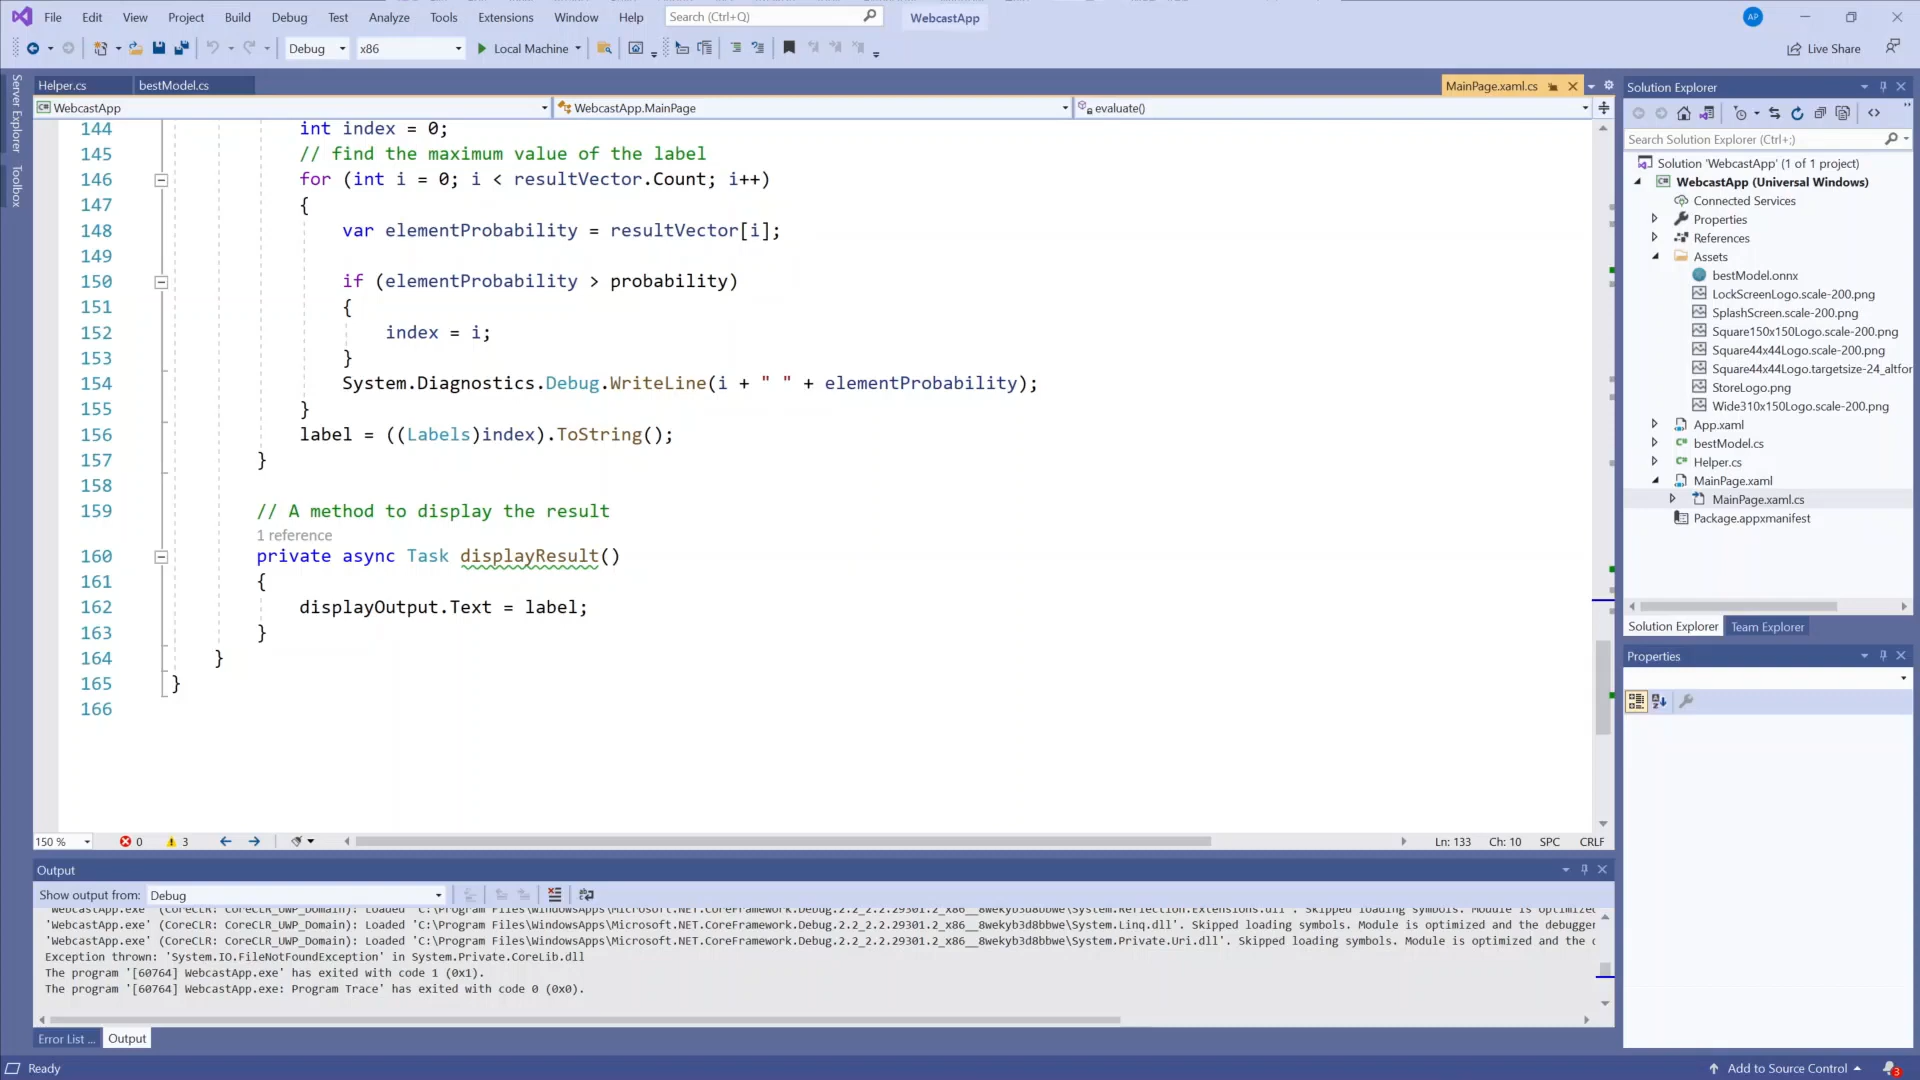 File Edit View Project Build Debug Test Analyze Tools Extensions Window Help Search (Ctrl+Q) WebcastApp AP
Debug x86 Local Machine Live Share
Server Explorer
Toolbox
Helper.cs bestModel.cs MainPage.xaml.cs
WebcastApp WebcastApp.MainPage evaluate()
144 int index = 0;
145 // find the maximum value of the label
146 for (int i = 0; i < resultVector.Count; i++)
147 {
148 var elementProbability = resultVector[i];
149
150 if (elementProbability > probability)
151 {
152 index = i;
153 }
154 System.Diagnostics.Debug.WriteLine(i + " " + elementProbability);
155 }
156 label = ((Labels)index).ToString();
157 }
158
159 // A method to display the result
1 reference
160 private async Task displayResult()
161 {
162 displayOutput.Text = label;
163 }
164 }
165 }
166
150 % 0 3 Ln: 133 Ch: 10 SPC CRLF
Output
Show output from: Debug
'WebcastApp.exe' (CoreCLR: CoreCLR_UWP_Domain): Loaded 'C:\Program Files\WindowsApps\Microsoft.NET.CoreFramework.Debug.2.2_2.2.29301.2_x86__8wekyb3d8bbwe\System.Reflection.Extensions.dll'. Skipped loading symbols. Module is optimized
'WebcastApp.exe' (CoreCLR: CoreCLR_UWP_Domain): Loaded 'C:\Program Files\WindowsApps\Microsoft.NET.CoreFramework.Debug.2.2_2.2.29301.2_x86__8wekyb3d8bbwe\System.Linq.dll'. Skipped loading symbols. Module is optimized and the debugger
'WebcastApp.exe' (CoreCLR: CoreCLR_UWP_Domain): Loaded 'C:\Program Files\WindowsApps\Microsoft.NET.CoreFramework.Debug.2.2_2.2.29301.2_x86__8wekyb3d8bbwe\System.Private.Uri.dll'. Skipped loading symbols. Module is optimized and the
Exception thrown: 'System.IO.FileNotFoundException' in System.Private.CoreLib.dll
The program '[60764] WebcastApp.exe' has exited with code 1 (0x1).
The program '[60764] WebcastApp.exe: Program Trace' has exited with code 0 (0x0).
Error List ... Output
Solution Explorer
Search Solution Explorer (Ctrl+;)
Solution 'WebcastApp' (1 of 1 project)
WebcastApp (Universal Windows)
Connected Services
Properties
References
Assets
bestModel.onnx
LockScreenLogo.scale-200.png
SplashScreen.scale-200.png
Square150x150Logo.scale-200.png
Square44x44Logo.scale-200.png
Square44x44Logo.targetsize-24_altfor
StoreLogo.png
Wide310x150Logo.scale-200.png
App.xaml
bestModel.cs
Helper.cs
MainPage.xaml
MainPage.xaml.cs
Package.appxmanifest
Solution Explorer Team Explorer
Properties
Ready Add to Source Control 3